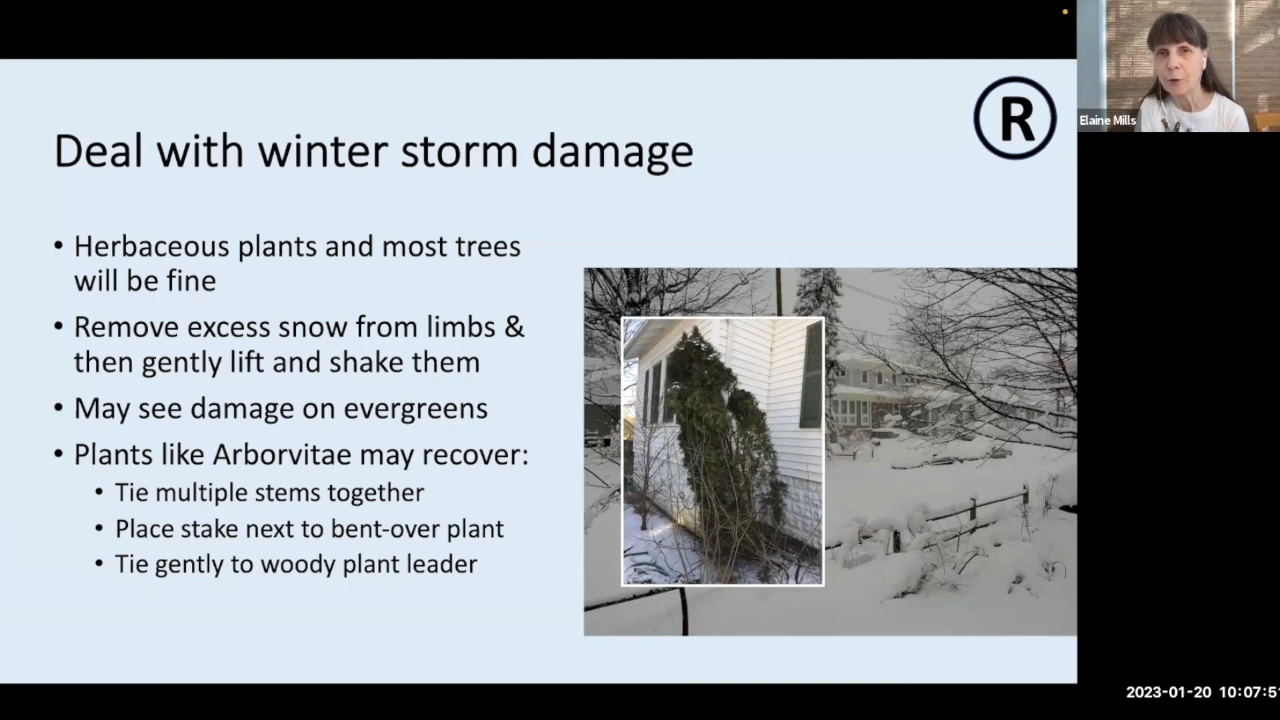 R
Elaine Mills
Deal with winter storm damage
• Herbaceous plants and most trees
will be fine
• Remove excess snow from limbs &
then gently lift and shake them
• May see damage on evergreens
• Plants like Arborvitae may recover:
• Tie multiple stems together
• Place stake next to bent-over plant
• Tie gently to woody plant leader
2023-01-20 10:07:5